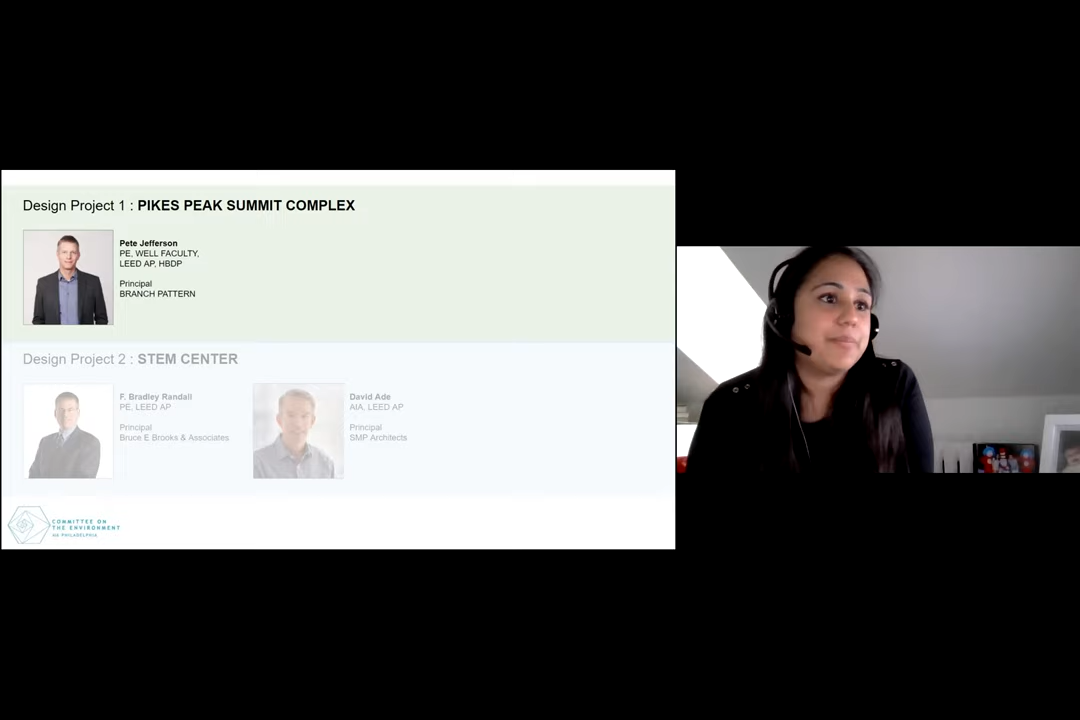 Design Project 1 : PIKES PEAK SUMMIT COMPLEX
Pete Jefferson
PE, WELL FACULTY,
LEED AP, HBDP
Principal
BRANCH PATTERN
Design Project 2 : STEM CENTER
F. Bradley Randall
PE, LEED AP
Principal
Bruce E Brooks & Associates
David Ade
AIA, LEED AP
Principal
SMP Architects
COMMITTEE ON
THE ENVIRONMENT
AIA PHILADELPHIA